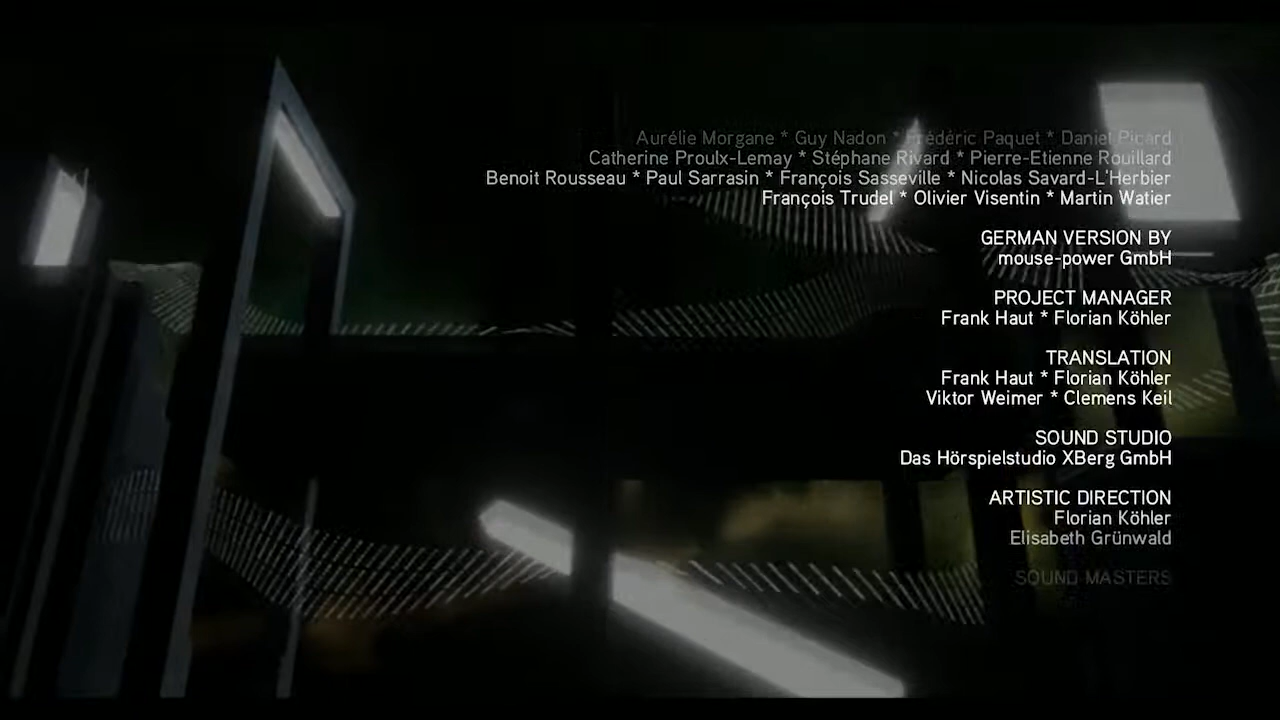 Aurélie Morgane * Guy Nadon * Frédéric Paquet * Daniel Picard
Catherine Proulx-Lemay * Stéphane Rivard * Pierre-Etienne Rouillard
Benoit Rousseau * Paul Sarrasin * François Sasseville * Nicolas Savard-L'Herbier
François Trudel * Olivier Visentin * Martin Watier
GERMAN VERSION BY
mouse-power GmbH
PROJECT MANAGER
Frank Haut * Florian Köhler
TRANSLATION
Frank Haut * Florian Köhler
Viktor Weimer * Clemens Keil
SOUND STUDIO
Das Hörspielstudio XBerg GmbH
ARTISTIC DIRECTION
Florian Köhler
Elisabeth Grünwald
SOUND MASTERS